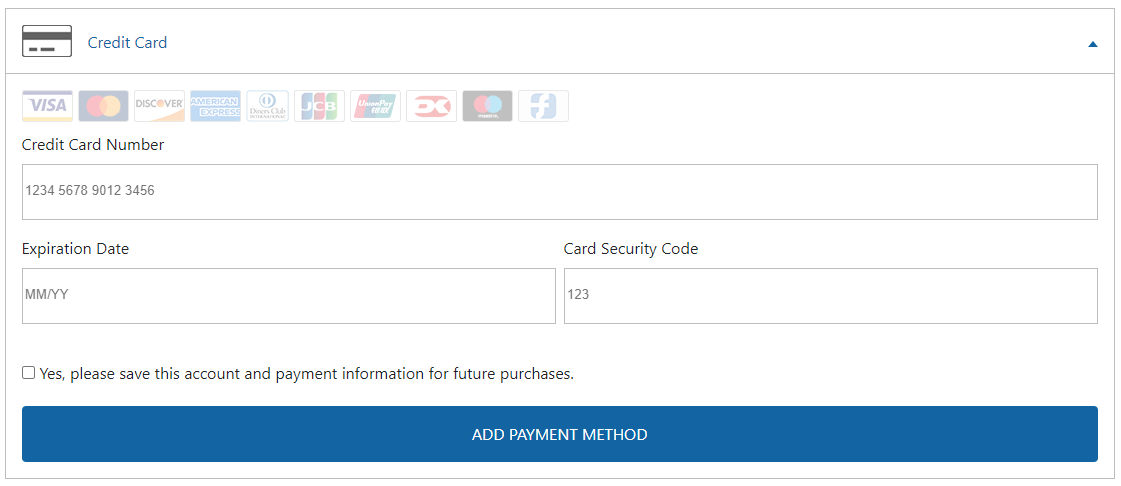 Credit Card
VISA DISCOVER AMERICAN EXPRESS Diners Club INTERNATIONAL JCB UnionPay
Credit Card Number
1234 5678 9012 3456
Expiration Date Card Security Code
MM/YY 123
Yes, please save this account and payment information for future purchases.
ADD PAYMENT METHOD